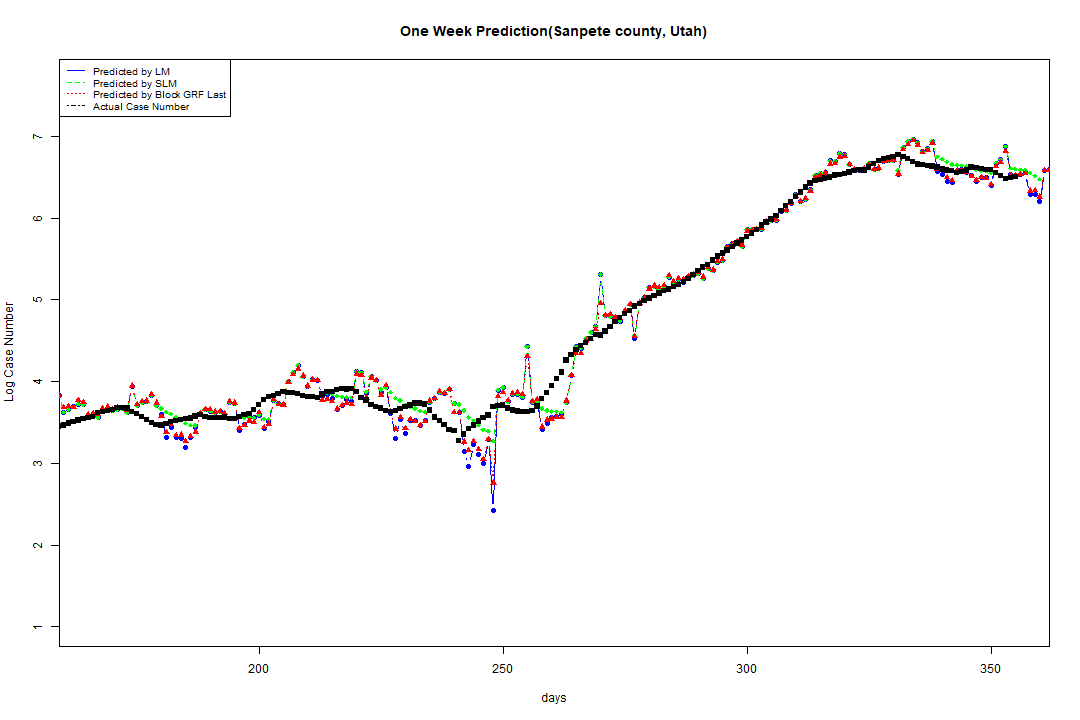 One Week Prediction(Sanpete county, Utah)
Predicted by LM
Predicted by SLM
Predicted by Block GRF Last
Actual Case Number
7
6
5
4
3
2
1
Log Case Number
200 250 300 350
days